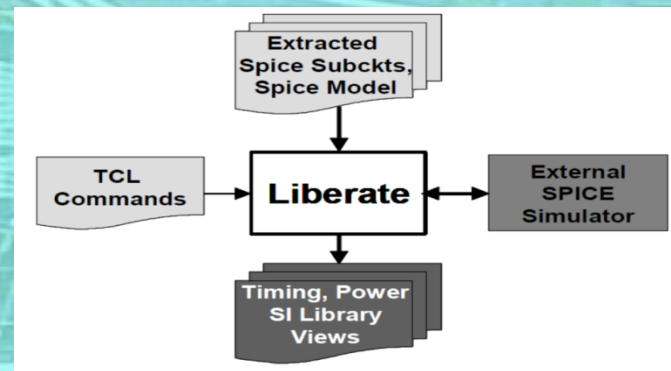 Extracted
Spice Subckts,
Spice Model
TCL
Commands
Liberate
External
SPICE
Simulator
Timing, Power
SI Library
Views